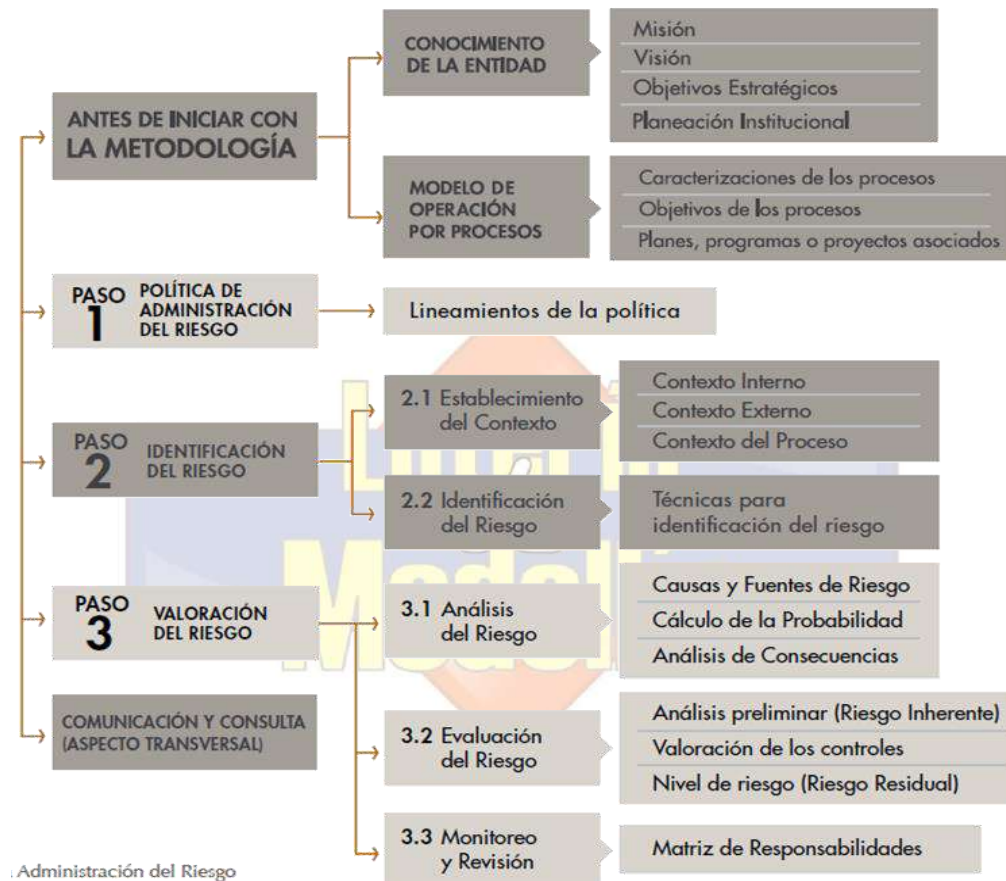 ANTES DE INICIAR CON
LA METODOLOGÍA
CONOCIMIENTO
DE LA ENTIDAD
Misión
Visión
Objetivos Estratégicos
Planeación Institucional
MODELO DE
OPERACIÓN
POR PROCESOS
Caracterizaciones de los procesos
Objetivos de los procesos
Planes, programas o proyectos asociados
PASO
1
POLÍTICA DE
ADMINISTRACIÓN
DEL RIESGO
Lineamientos de la política
PASO
2
IDENTIFICACIÓN
DEL RIESGO
2.1 Establecimiento
del Contexto
Contexto Interno
Contexto Externo
Contexto del Proceso
2.2 Identificación
del Riesgo
Técnicas para
identificación del riesgo
PASO
3
VALORACIÓN
DEL RIESGO
3.1 Análisis
del Riesgo
Causas y Fuentes de Riesgo
Cálculo de la Probabilidad
Análisis de Consecuencias
3.2 Evaluación
del Riesgo
Análisis preliminar (Riesgo Inherente)
Valoración de los controles
Nivel de riesgo (Riesgo Residual)
3.3 Monitoreo
y Revisión
Matriz de Responsabilidades
COMUNICACIÓN Y CONSULTA
(ASPECTO TRANSVERSAL)
Administración del Riesgo